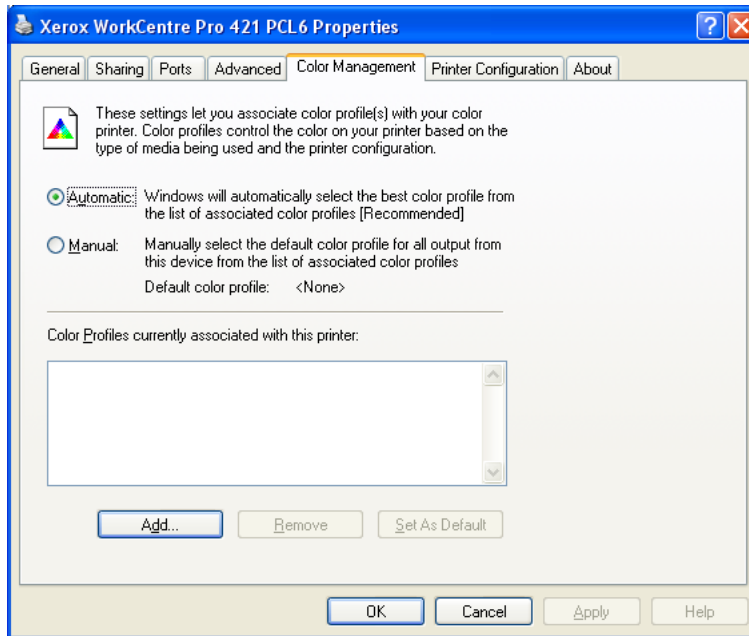 Xerox WorkCentre Pro 421 PCL6 Properties
General Sharing Ports Advanced Color Management Printer Configuration About
These settings let you associate color profile(s) with your color
printer. Color profiles control the color on your printer based on the
type of media being used and the printer configuration.
Automatic: Windows will automatically select the best color profile from
the list of associated color profiles [Recommended]
Manual: Manually select the default color profile for all output from
this device from the list of associated color profiles
Default color profile: <None>
Color Profiles currently associated with this printer:
Add... Remove Set As Default
OK Cancel Apply Help